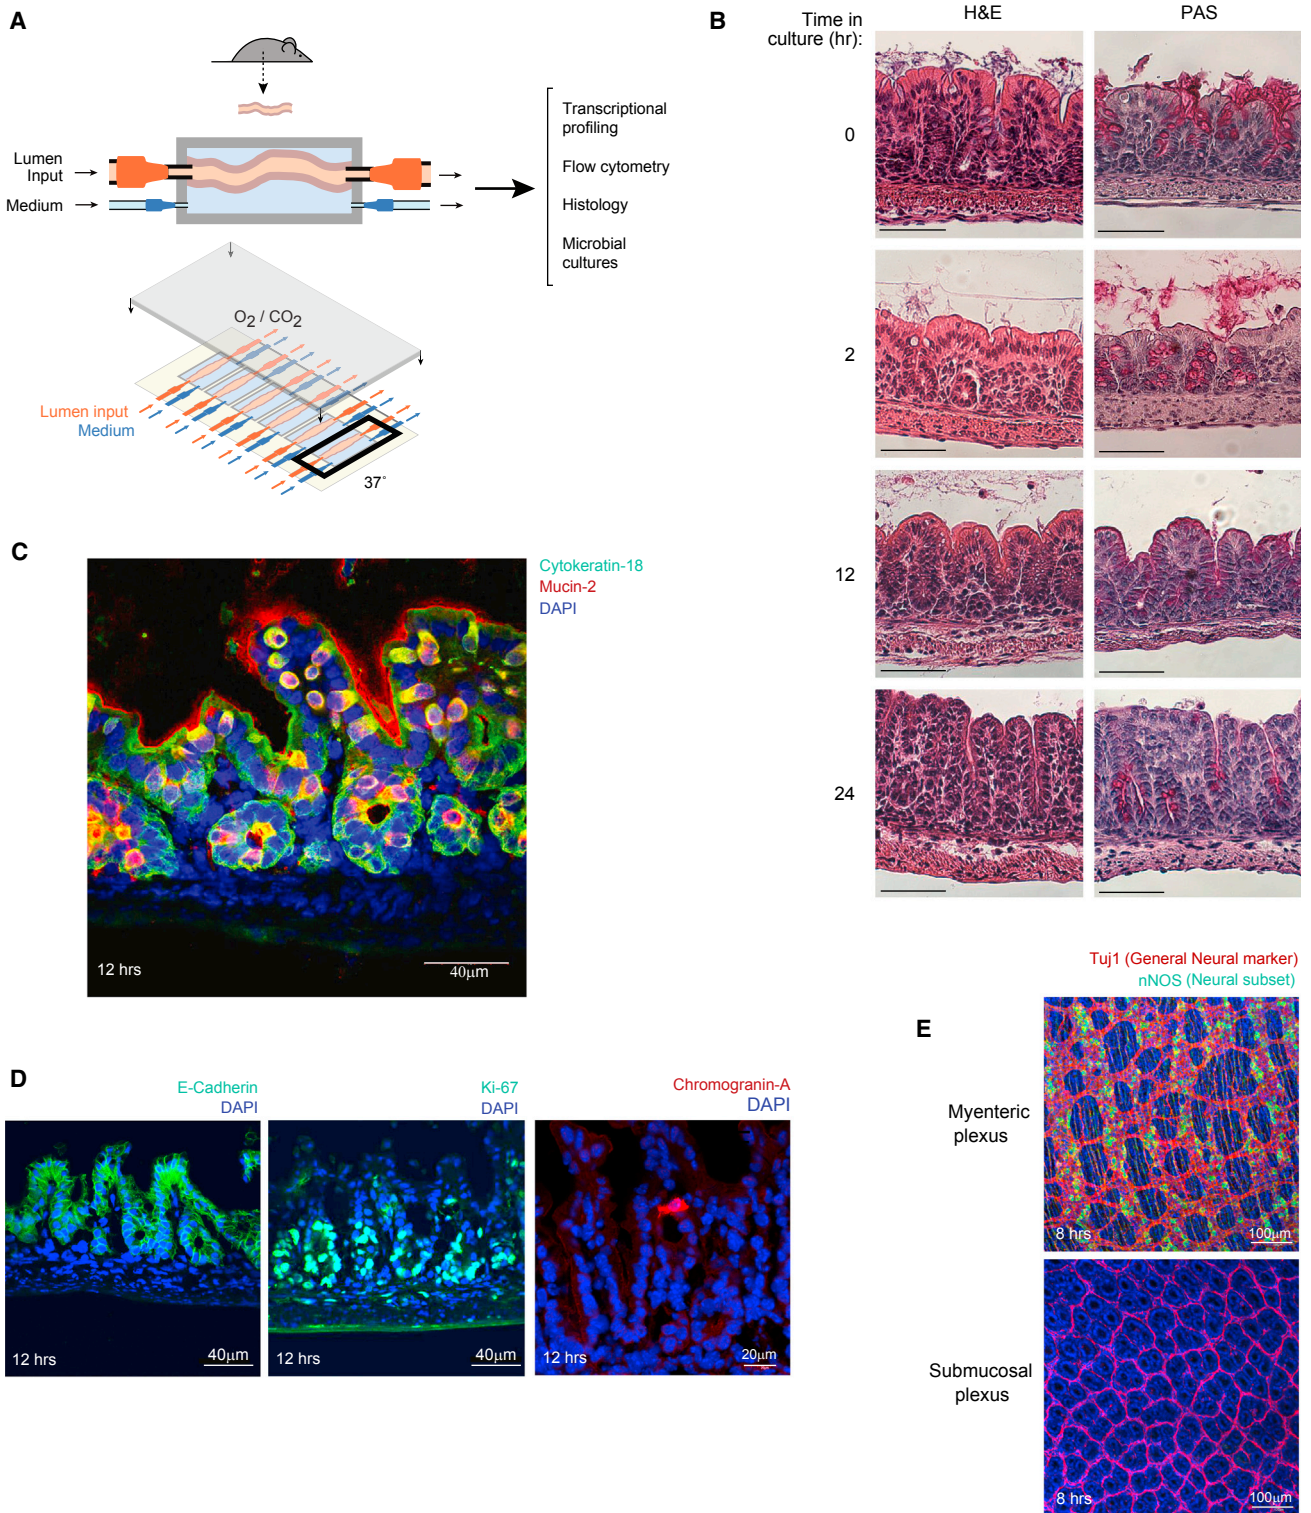 A
Lumen
Input
Medium
Transcriptional
profiling
Flow cytometry
Histology
Microbial
cultures
O2 / CO2
Lumen input
Medium
37°
B
Time in
culture (hr):
H&E
PAS
0
2
12
24
C
Cytokeratin-18
Mucin-2
DAPI
12 hrs
40µm
D
E-Cadherin
DAPI
12 hrs
40µm
Ki-67
DAPI
12 hrs
40µm
Chromogranin-A
DAPI
12 hrs
20µm
E
Tuj1 (General Neural marker)
nNOS (Neural subset)
Myenteric
plexus
8 hrs
100µm
Submucosal
plexus
8 hrs
100µm